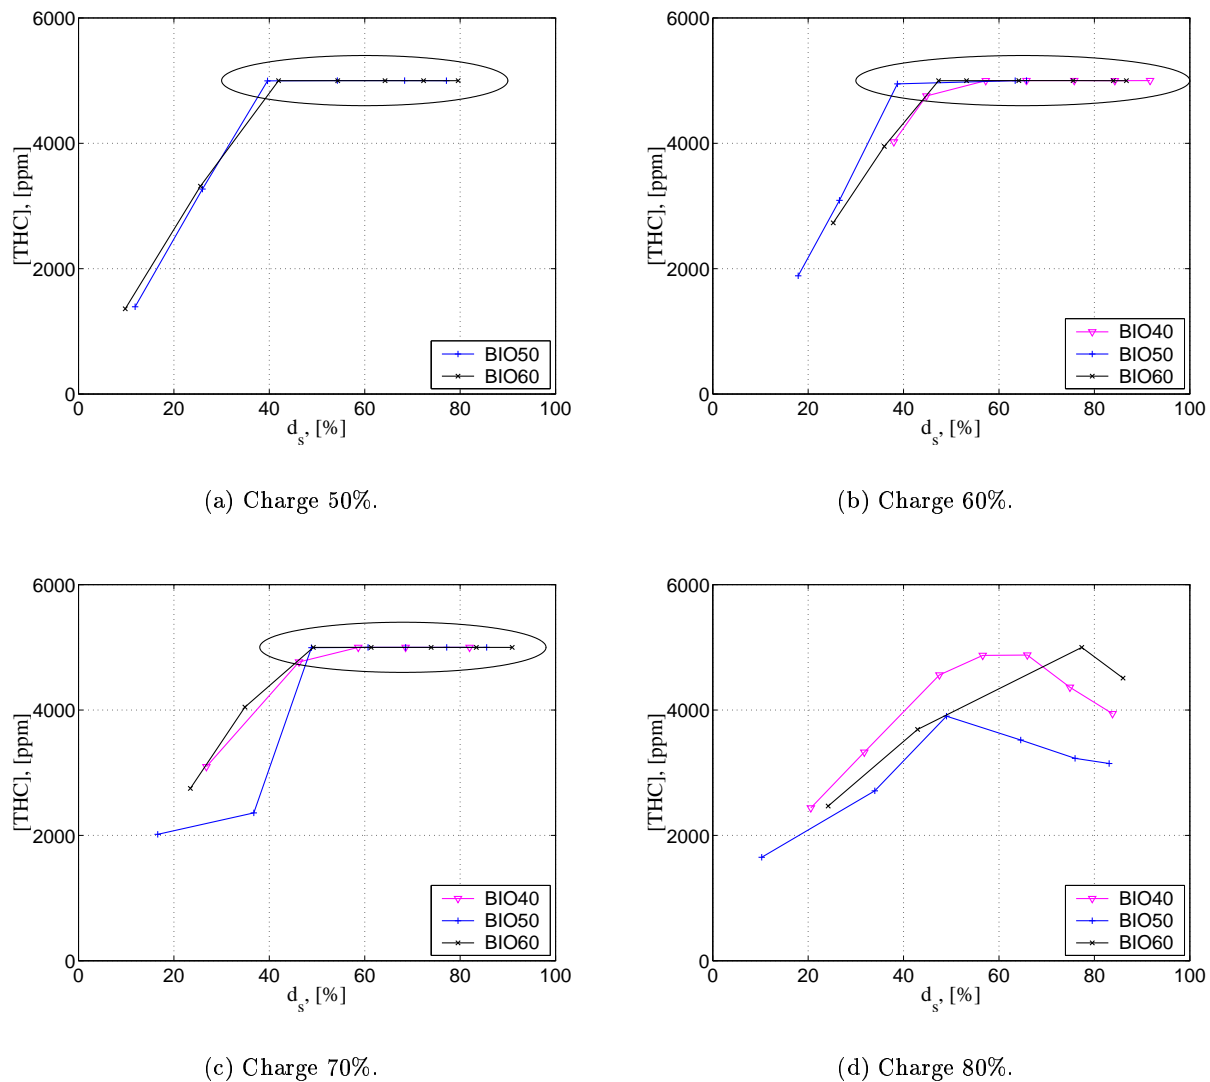 6000
4000
2000
0
[THC], [ppm]
0 20 40 60 80 100
d_s, [%]
BIO50
BIO60
(a) Charge 50%.
6000
4000
2000
0
[THC], [ppm]
0 20 40 60 80 100
d_s, [%]
BIO40
BIO50
BIO60
(b) Charge 60%.
6000
4000
2000
0
[THC], [ppm]
0 20 40 60 80 100
d_s, [%]
BIO40
BIO50
BIO60
(c) Charge 70%.
6000
4000
2000
0
[THC], [ppm]
0 20 40 60 80 100
d_s, [%]
BIO40
BIO50
BIO60
(d) Charge 80%.